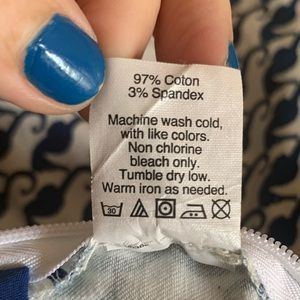 97% Coton
3% Spandex
Machine wash cold,
with like colors.
Non chlorine
bleach only.
Tumble dry low.
Warm iron as needed.
30